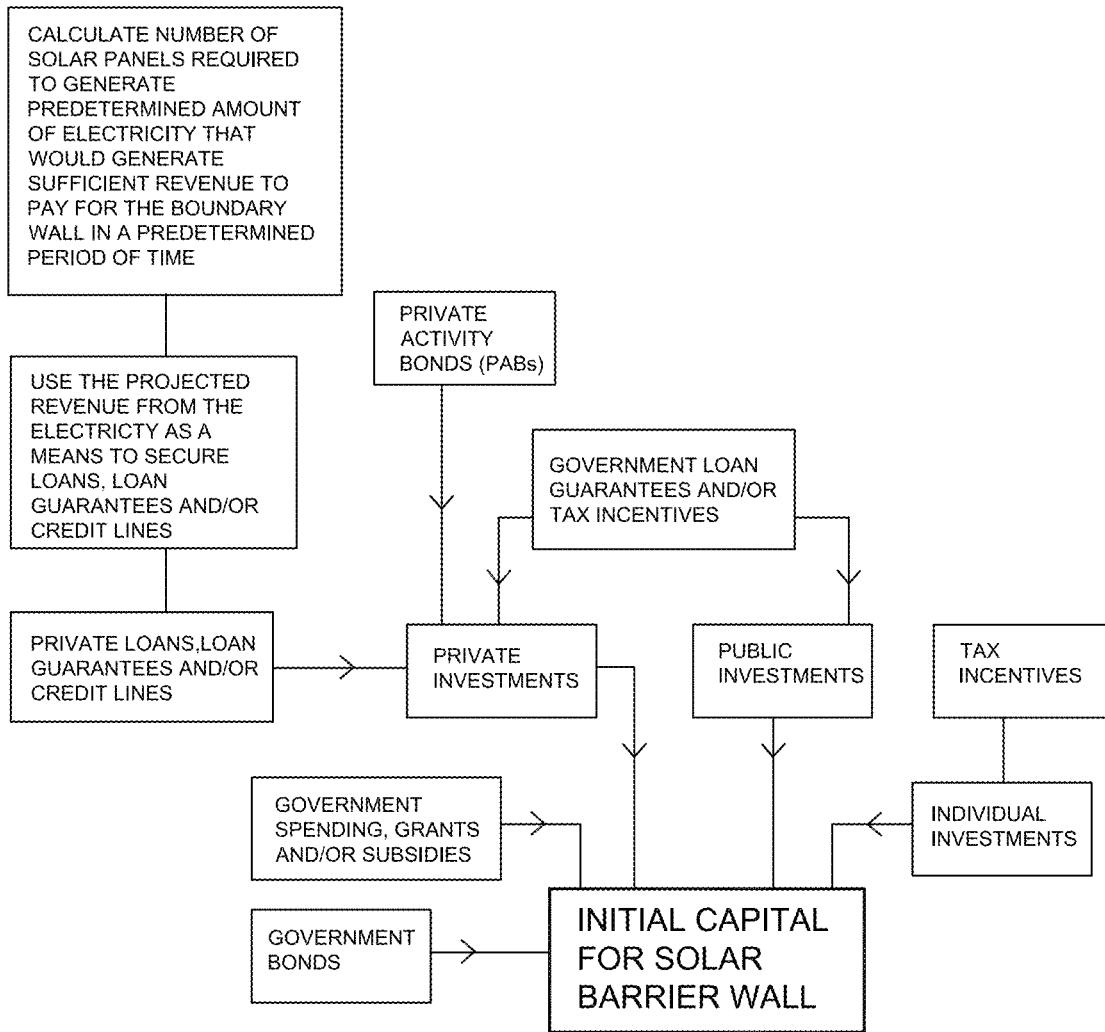 CALCULATE NUMBER OF
SOLAR PANELS REQUIRED
TO GENERATE
PREDETERMINED AMOUNT
OF ELECTRICITY THAT
WOULD GENERATE
SUFFICIENT REVENUE TO
PAY FOR THE BOUNDARY
WALL IN A PREDETERMINED
PERIOD OF TIME
PRIVATE
ACTIVITY
BONDS (PABs)
USE THE PROJECTED
REVENUE FROM THE
ELECTRICTY AS A
MEANS TO SECURE
LOANS, LOAN
GUARANTEES AND/OR
CREDIT LINES
GOVERNMENT LOAN
GUARANTEES AND/OR
TAX INCENTIVES
PRIVATE LOANS,LOAN
GUARANTEES AND/OR
CREDIT LINES
PRIVATE
INVESTMENTS
PUBLIC
INVESTMENTS
TAX
INCENTIVES
GOVERNMENT
SPENDING, GRANTS
AND/OR SUBSIDIES
INDIVIDUAL
INVESTMENTS
GOVERNMENT
BONDS
INITIAL CAPITAL
FOR SOLAR
BARRIER WALL